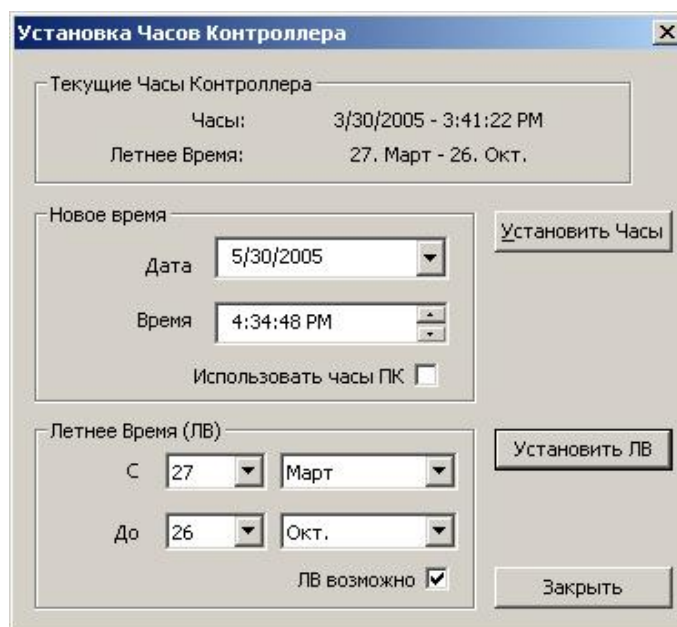 Установка Часов Контроллера
Текущие Часы Контроллера
Часы: 3/30/2005 - 3:41:22 PM
Летнее Время: 27. Март - 26. Окт.
Новое время
Установить Часы
Дата 5/30/2005
Время 4:34:48 PM
Использовать часы ПК
Летнее Время (ЛВ)
С 27 Март
Установить ЛВ
До 26 Окт.
ЛВ возможно
Закрыть